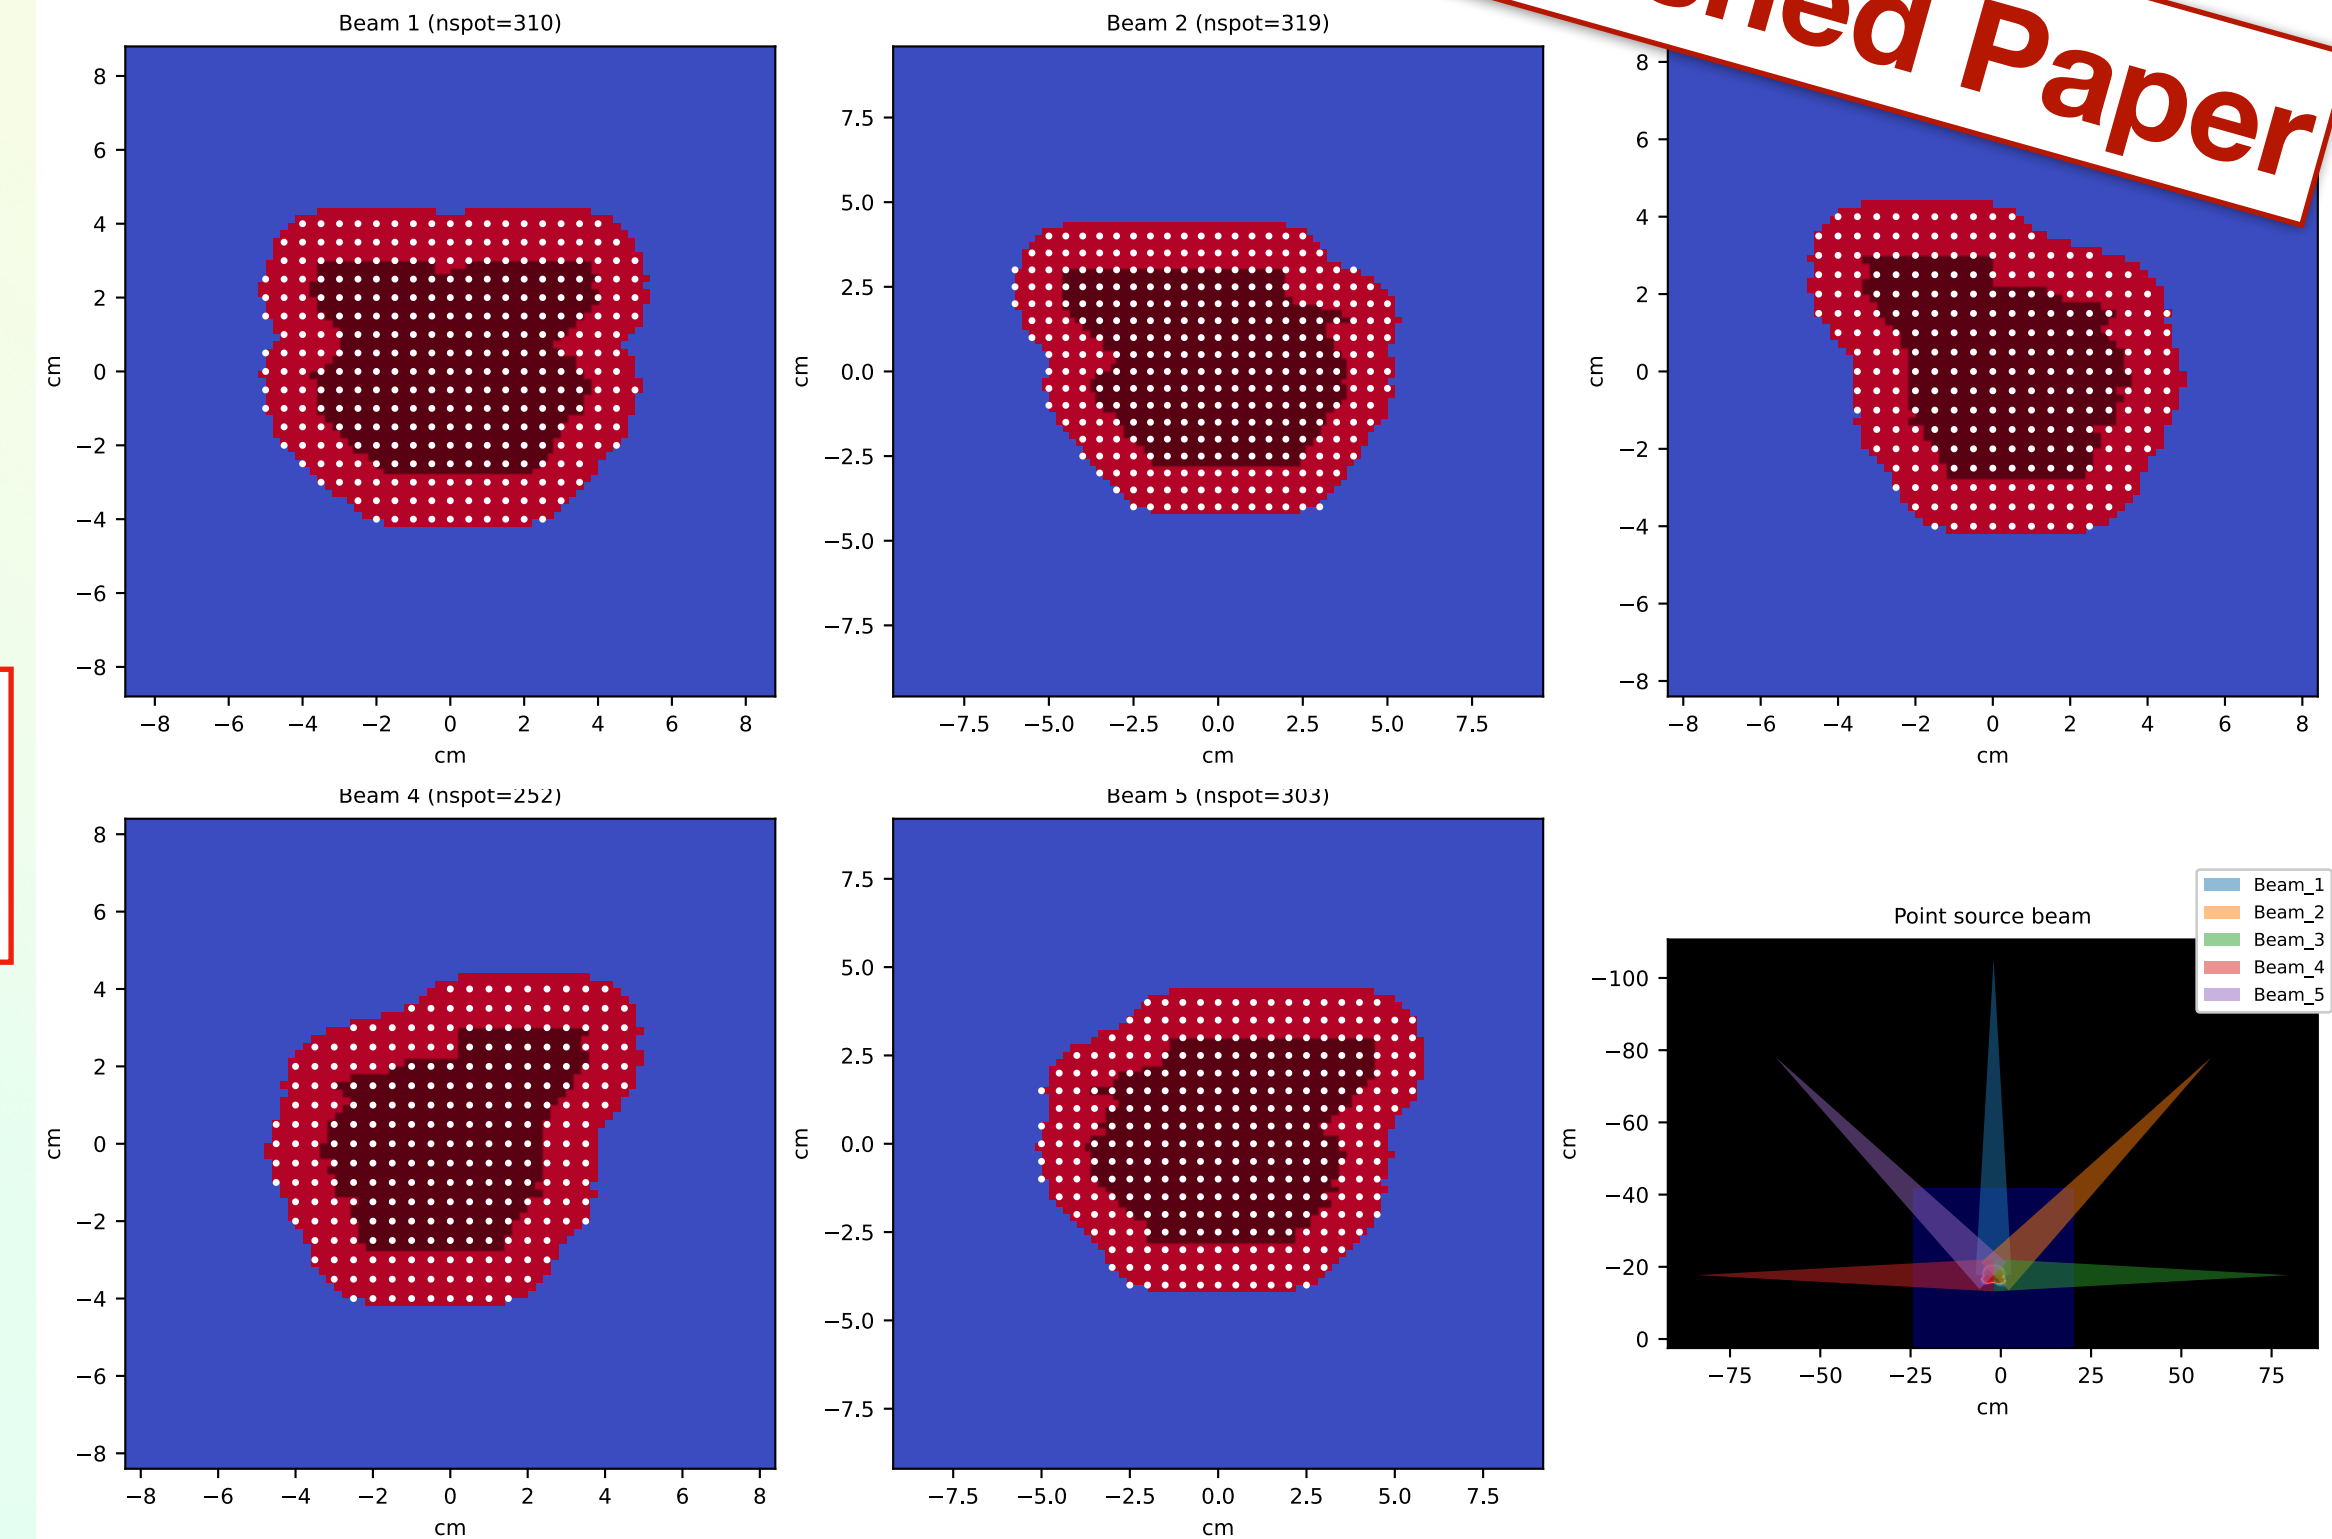 Beam 1 (nspot=310)
Beam 2 (nspot=319)
Paper
8
6
4
2
0
−2
−4
−6
−8
cm
−8 −6 −4 −2 0 2 4 6 8
cm
7.5
5.0
2.5
0.0
−2.5
−5.0
−7.5
cm
−7.5 −5.0 −2.5 0.0 2.5 5.0 7.5
cm
8
6
4
2
0
−2
−4
−6
−8
cm
−8 −6 −4 −2 0 2 4 6 8
cm
Beam 4 (nspot=252)
8
6
4
2
0
−2
−4
−6
−8
cm
−8 −6 −4 −2 0 2 4 6 8
cm
Beam 5 (nspot=303)
7.5
5.0
2.5
0.0
−2.5
−5.0
−7.5
cm
−7.5 −5.0 −2.5 0.0 2.5 5.0 7.5
cm
Point source beam
Beam_1
Beam_2
Beam_3
Beam_4
Beam_5
−100
−80
−60
−40
−20
0
cm
−75 −50 −25 0 25 50 75
cm